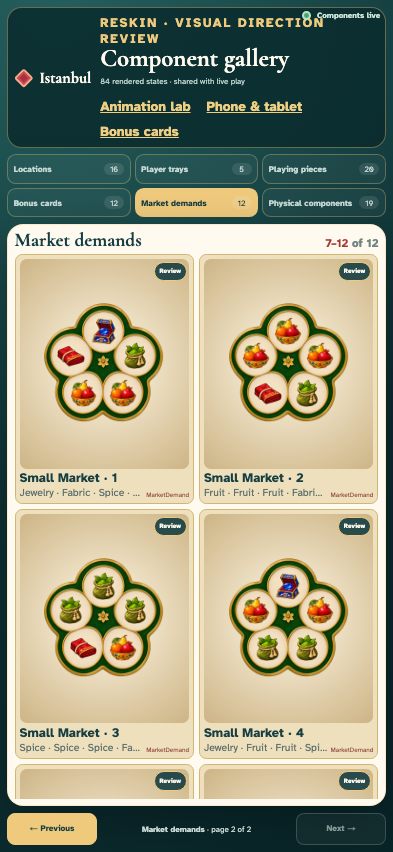 Components live
RESKIN · VISUAL DIRECTION
REVIEW
Istanbul
Component gallery
84 rendered states · shared with live play
Animation lab Phone & tablet
Bonus cards
Locations 16 Player trays 5 Playing pieces 20
Bonus cards 12 Market demands 12 Physical components 19
Market demands 7–12 of 12
Review Review
Small Market · 1 Small Market · 2
Jewelry · Fabric · Spice · ... MarketDemand Fruit · Fruit · Fruit · Fabri... MarketDemand
Review Review
Small Market · 3 Small Market · 4
Spice · Spice · Spice · Fa... MarketDemand Jewelry · Fruit · Fruit · Spi... MarketDemand
Review Review
← Previous Market demands · page 2 of 2 Next →